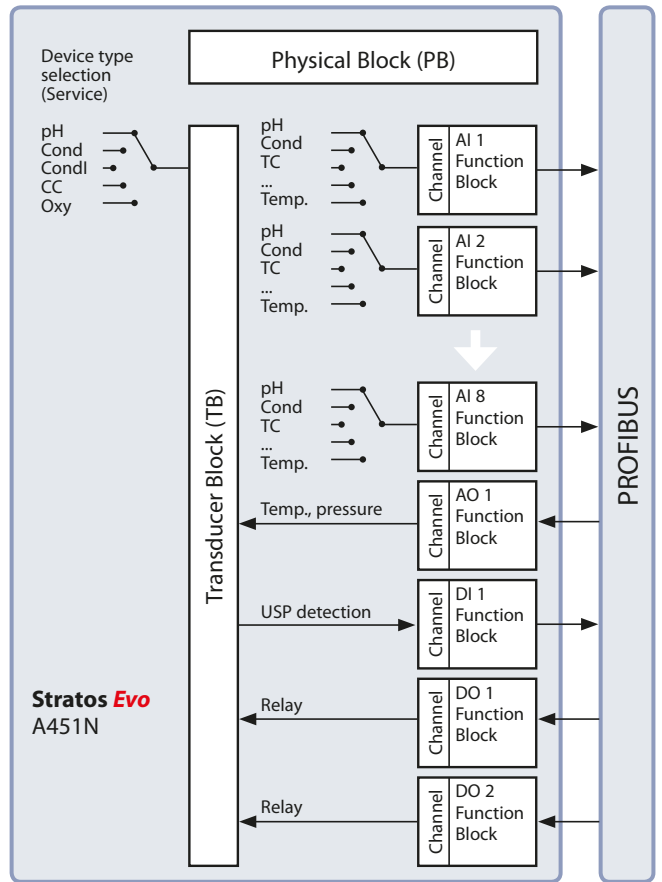 Device type
selection
(Service)
Physical Block (PB)
pH
Cond
CondI
CC
Oxy
Transducer Block (TB)
pH
Cond
TC
...
Temp.
Channel
AI 1
Function
Block
pH
Cond
TC
...
Temp.
Channel
AI 2
Function
Block
pH
Cond
TC
...
Temp.
Channel
AI 8
Function
Block
Temp., pressure
Channel
AO 1
Function
Block
USP detection
Channel
DI 1
Function
Block
Relay
Channel
DO 1
Function
Block
Relay
Channel
DO 2
Function
Block
Stratos Evo
A451N
PROFIBUS